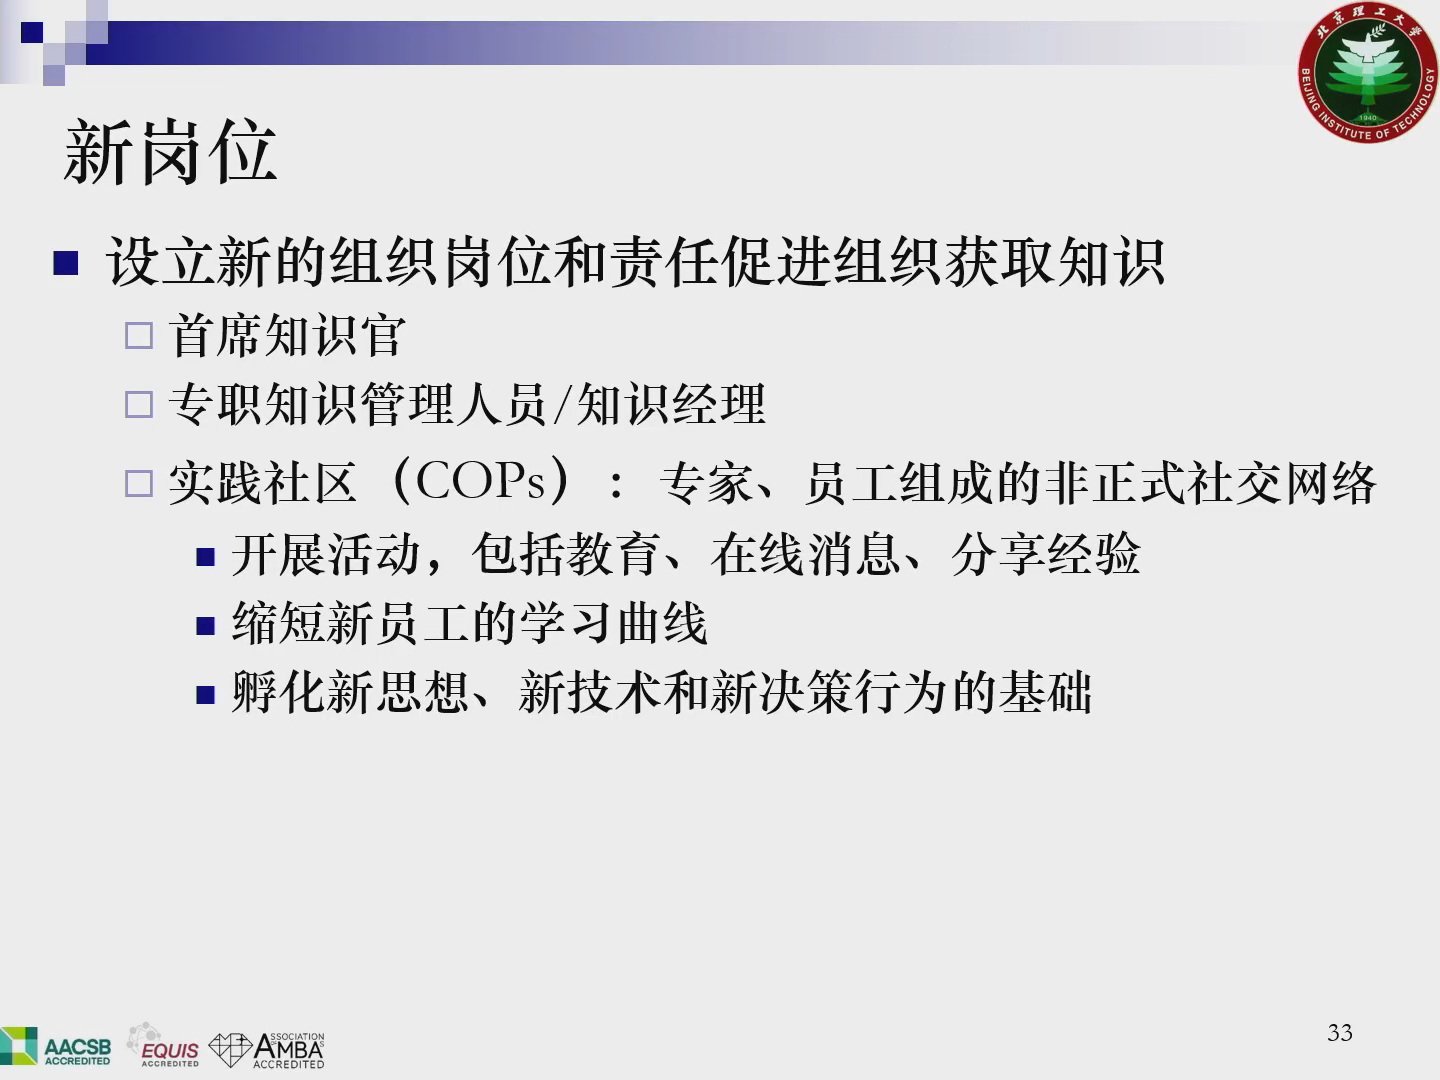 北京理工大学
BEIJING INSTITUTE OF TECHNOLOGY
1940
新岗位
设立新的组织岗位和责任促进组织获取知识
首席知识官
专职知识管理人员/知识经理
实践社区（COPs）：专家、员工组成的非正式社交网络
开展活动，包括教育、在线消息、分享经验
缩短新员工的学习曲线
孵化新思想、新技术和新决策行为的基础
AACSB
ACCREDITED
EQUIS
ACCREDITED
ASSOCIATION
AMBA
ACCREDITED
33